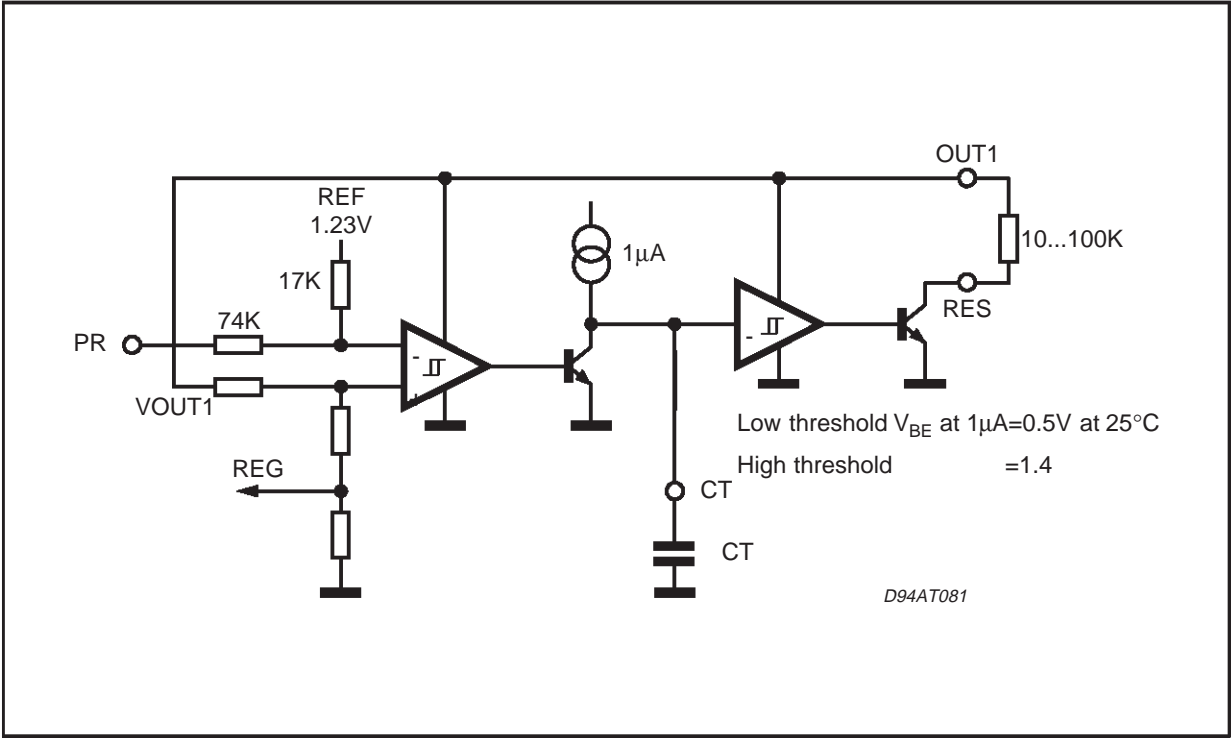 OUT1
REF
1.23V
1μA
10...100K
17K
RES
74K
PR
-
-
+
VOUT1
Low threshold VBE at 1μA=0.5V at 25°C
High threshold =1.4
REG
CT
CT
D94AT081